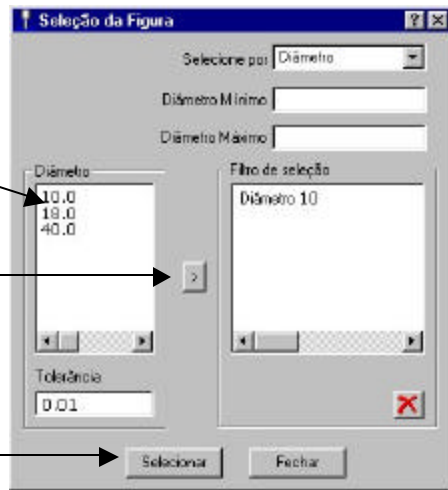 Seleção da Figura
Selecione por Diâmetro
Diâmetro Mínimo
Diâmetro Máximo
Diâmetro
10.0
18.0
40.0
>
Filtro de seleção
Diâmetro 10
Tolerância
0.01
Selecionar
Fechar